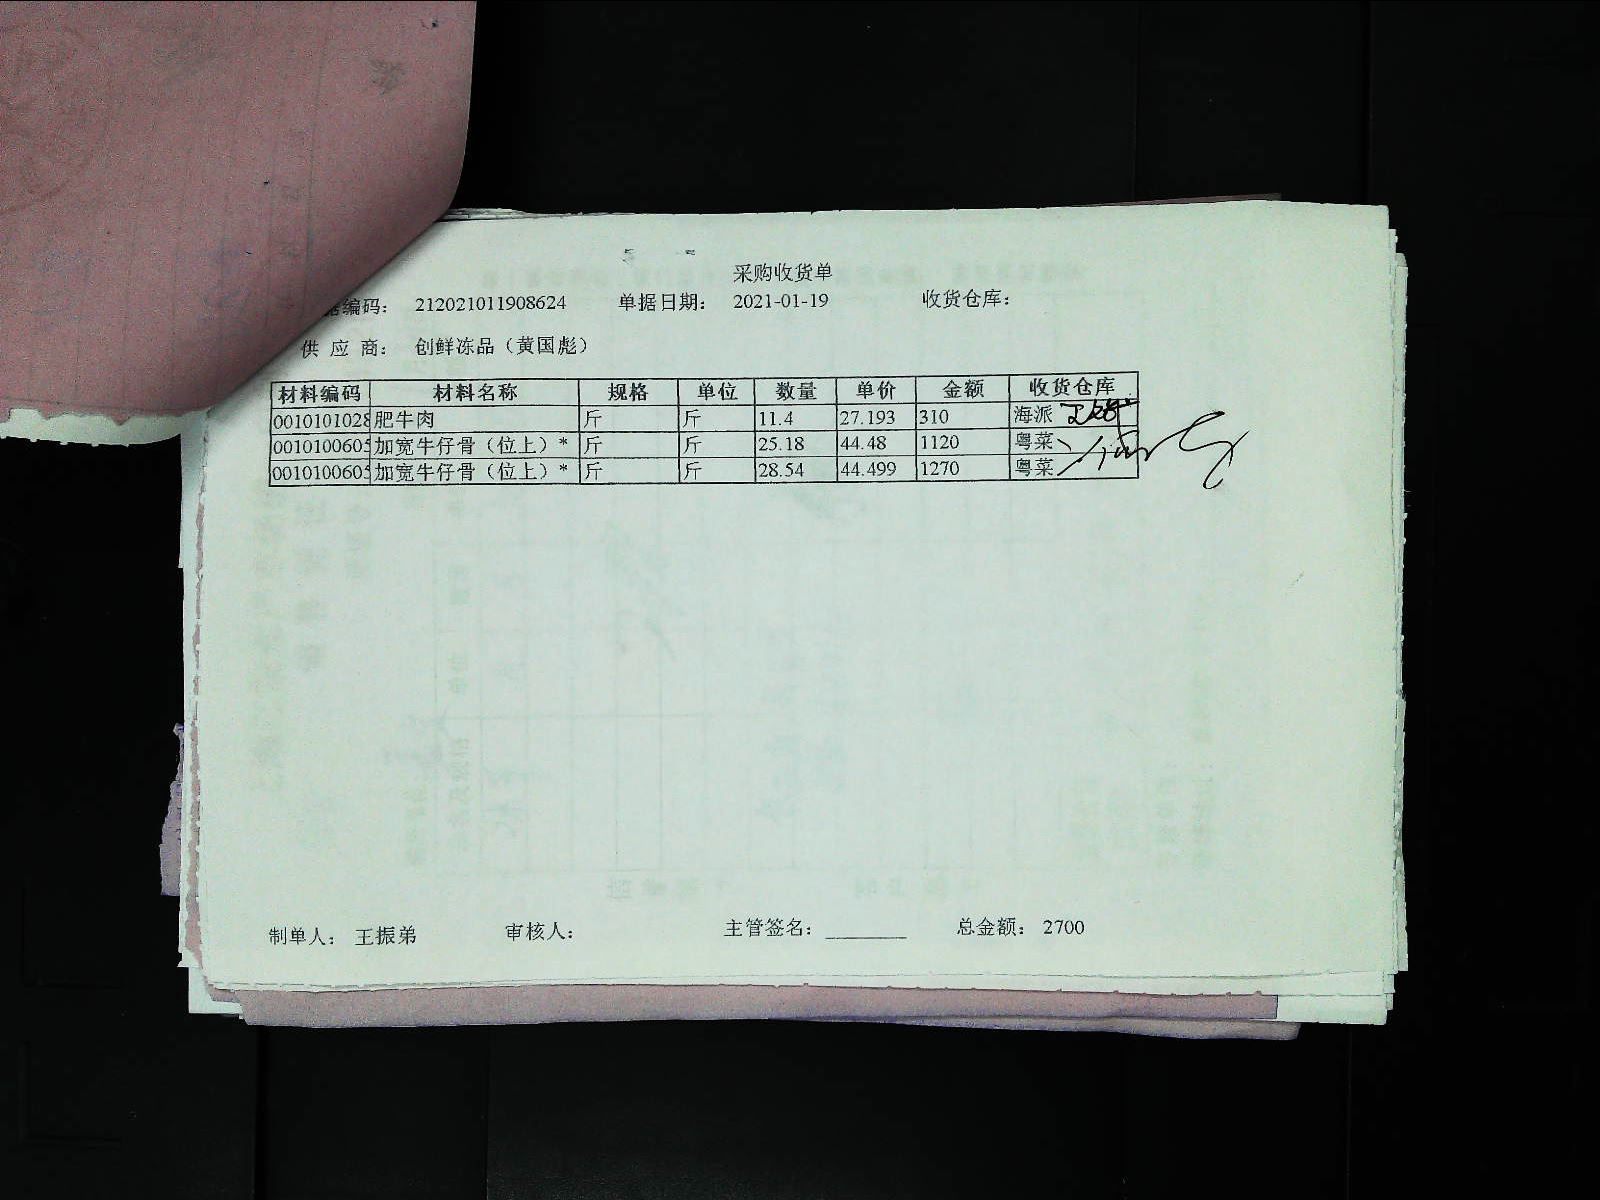 采购收货单
据编码： 212021011908624 单据日期： 2021-01-19 收货仓库：
供 应 商： 创鲜冻品（黄国彪）
材料编码 材料名称 规格 单位 数量 单价 金额 收货仓库
0010101028 肥牛肉 斤 斤 11.4 27.193 310 海派
0010100605 加宽牛仔骨（位上）* 斤 斤 25.18 44.48 1120 粤菜
0010100605 加宽牛仔骨（位上）* 斤 斤 28.54 44.499 1270 粤菜
制单人： 王振弟 审核人： 主管签名： ________ 总金额： 2700